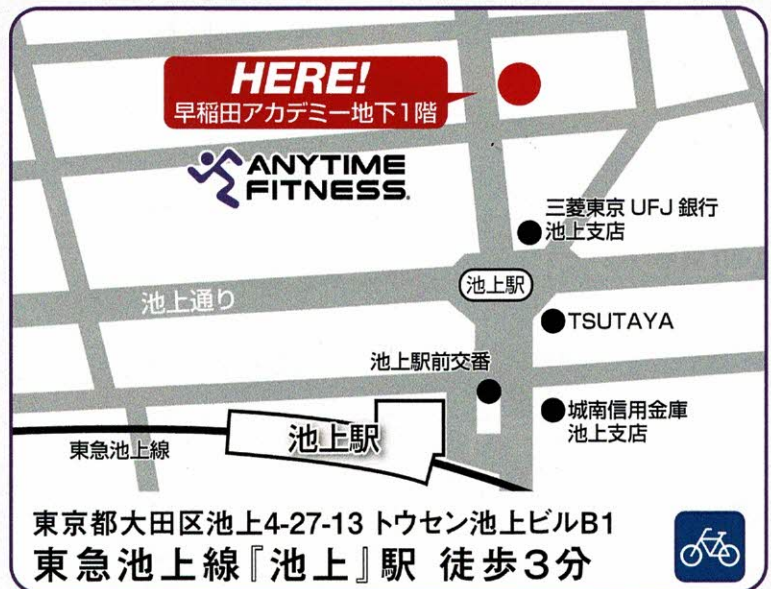 HERE!
早稲田アカデミー地下1階
ANYTIME
FITNESS®
三菱東京 UFJ 銀行
池上支店
池上駅
池上通り
TSUTAYA
池上駅前交番
城南信用金庫
池上支店
池上駅
東急池上線
東京都大田区池上4-27-13 トウセン池上ビルB1
東急池上線『池上』駅 徒歩3分